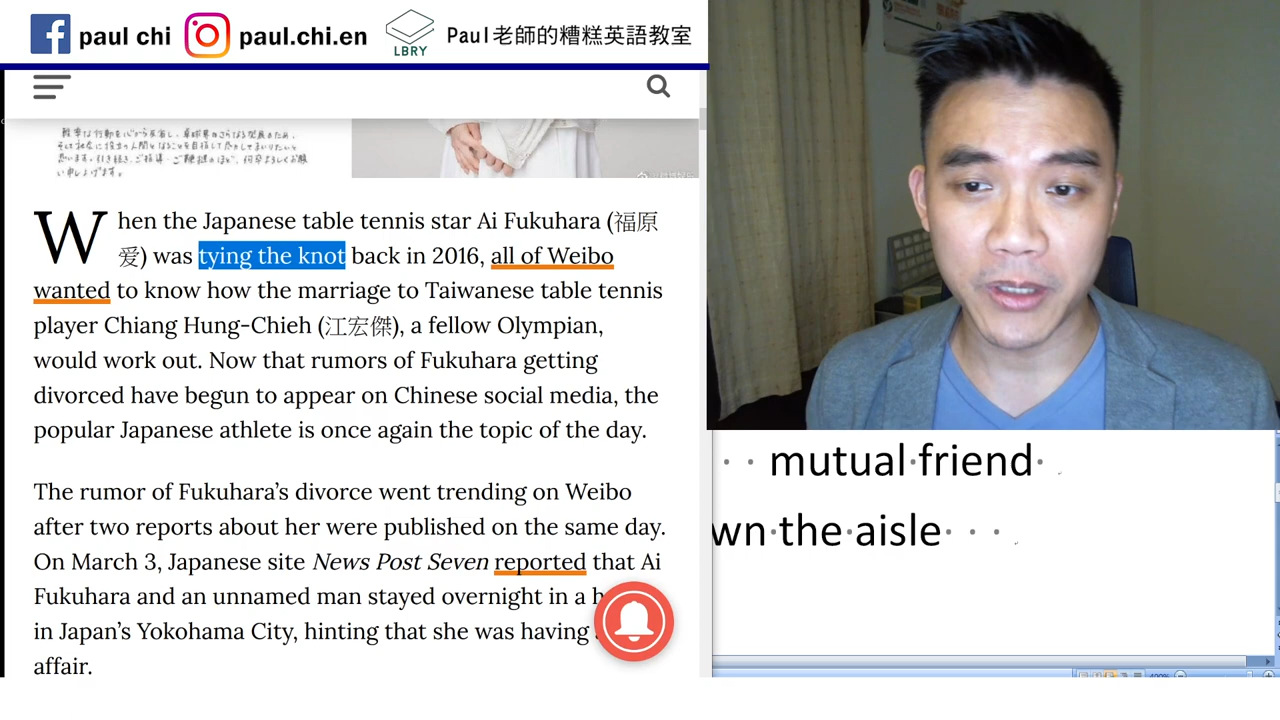 paul chi paul.chi.en LBRY Paul老師的糟糕英語教室
When the Japanese table tennis star Ai Fukuhara (福原
爱) was tying the knot back in 2016, all of Weibo
wanted to know how the marriage to Taiwanese table tennis
player Chiang Hung-Chieh (江宏傑), a fellow Olympian,
would work out. Now that rumors of Fukuhara getting
divorced have begun to appear on Chinese social media, the
popular Japanese athlete is once again the topic of the day.
The rumor of Fukuhara’s divorce went trending on Weibo
after two reports about her were published on the same day.
On March 3, Japanese site News Post Seven reported that Ai
Fukuhara and an unnamed man stayed overnight in a h
in Japan’s Yokohama City, hinting that she was having
affair.
mutual friend
wn the aisle
400%